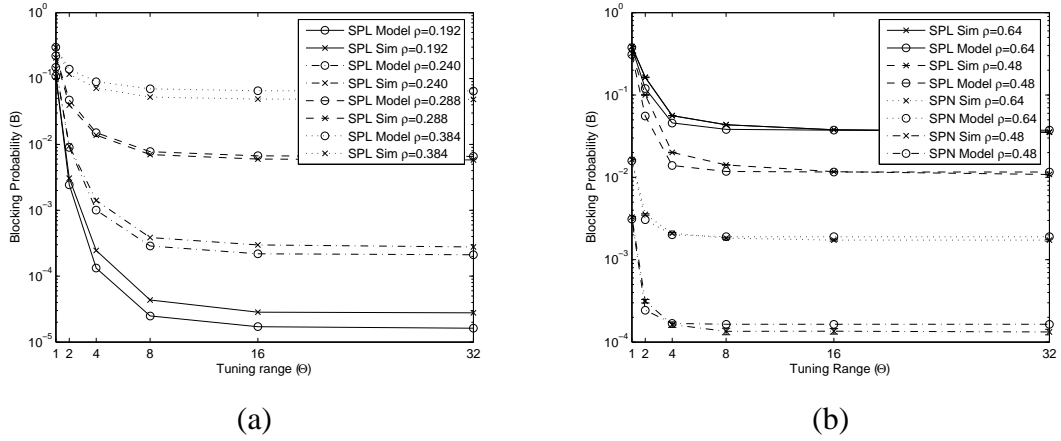 10^0
10^-1
10^-2
10^-3
10^-4
10^-5
Blocking Probability (B)
1 2 4 8 16 32
Tuning range (Θ)
SPL Model ρ=0.192
SPL Sim ρ=0.192
SPL Model ρ=0.240
SPL Sim ρ=0.240
SPL Model ρ=0.288
SPL Sim ρ=0.288
SPL Model ρ=0.384
SPL Sim ρ=0.384
(a)
10^0
10^-1
10^-2
10^-3
10^-4
Blocking Probability (B)
1 2 4 8 16 32
Tuning Range (Θ)
SPL Sim ρ=0.64
SPL Model ρ=0.64
SPL Sim ρ=0.48
SPL Model ρ=0.48
SPN Sim ρ=0.64
SPN Model ρ=0.64
SPN Sim ρ=0.48
SPN Model ρ=0.48
(b)